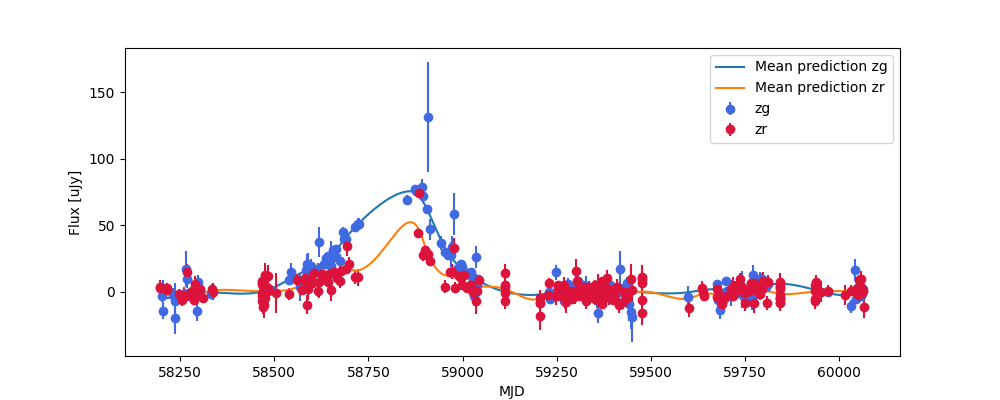 Mean prediction zg
Mean prediction zr
zg
zr
Flux [uJy]
150
100
50
0
58250 58500 58750 59000 59250 59500 59750 60000
MJD